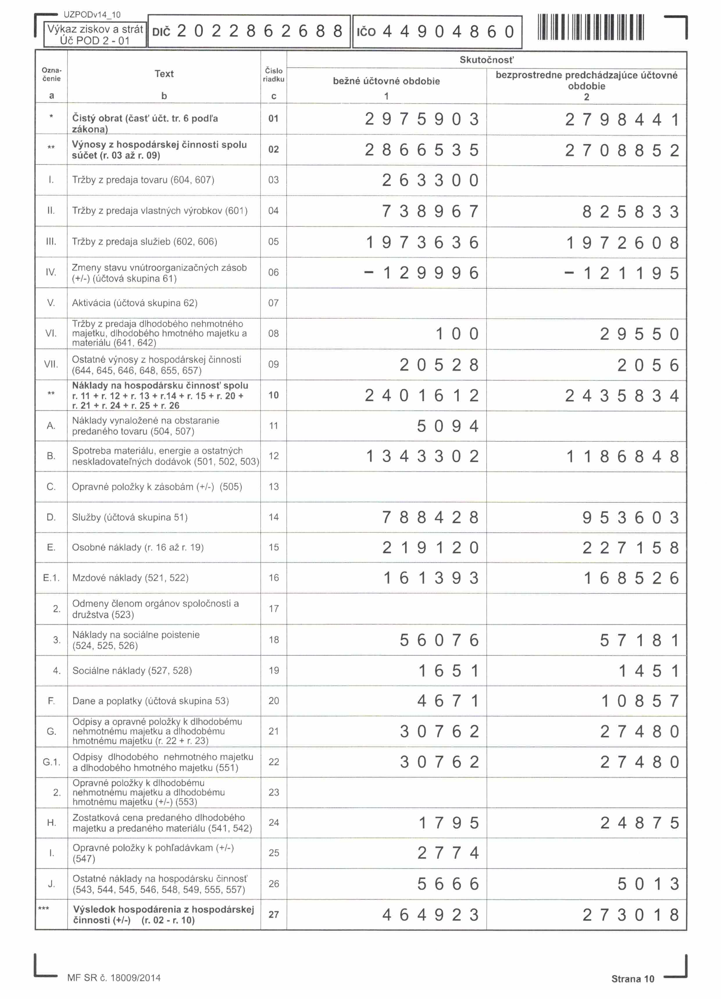 UZPODv14_10
Výkaz ziskov a strát
Úč POD 2 - 01
DIČ 2 0 2 2 8 6 2 6 8 8
IČO 4 4 9 0 4 8 6 0
Skutočnosť
Ozna-
čenie
Text
Číslo
riadku
bežné účtovné obdobie
bezprostredne predchádzajúce účtovné
obdobie
a b c 1 2
* Čistý obrat (časť účt. tr. 6 podľa
zákona) 01 2 9 7 5 9 0 3 2 7 9 8 4 4 1
** Výnosy z hospodárskej činnosti spolu
súčet (r. 03 až r. 09) 02 2 8 6 6 5 3 5 2 7 0 8 8 5 2
I. Tržby z predaja tovaru (604, 607) 03 2 6 3 3 0 0
II. Tržby z predaja vlastných výrobkov (601) 04 7 3 8 9 6 7 8 2 5 8 3 3
III. Tržby z predaja služieb (602, 606) 05 1 9 7 3 6 3 6 1 9 7 2 6 0 8
IV. Zmeny stavu vnútroorganizačných zásob
(+/-) (účtová skupina 61) 06 - 1 2 9 9 9 6 - 1 2 1 1 9 5
V. Aktivácia (účtová skupina 62) 07
VI. Tržby z predaja dlhodobého nehmotného
majetku, dlhodobého hmotného majetku a
materiálu (641, 642) 08 1 0 0 2 9 5 5 0
VII. Ostatné výnosy z hospodárskej činnosti
(644, 645, 646, 648, 655, 657) 09 2 0 5 2 8 2 0 5 6
** Náklady na hospodársku činnosť spolu
r. 11 + r. 12 + r. 13 + r.14 + r. 15 + r. 20 +
r. 21 + r. 24 + r. 25 + r. 26 10 2 4 0 1 6 1 2 2 4 3 5 8 3 4
A. Náklady vynaložené na obstaranie
predaného tovaru (504, 507) 11 5 0 9 4
B. Spotreba materiálu, energie a ostatných
neskladovateľných dodávok (501, 502, 503) 12 1 3 4 3 3 0 2 1 1 8 6 8 4 8
C. Opravné položky k zásobám (+/-) (505) 13
D. Služby (účtová skupina 51) 14 7 8 8 4 2 8 9 5 3 6 0 3
E. Osobné náklady (r. 16 až r. 19) 15 2 1 9 1 2 0 2 2 7 1 5 8
E.1. Mzdové náklady (521, 522) 16 1 6 1 3 9 3 1 6 8 5 2 6
2. Odmeny členom orgánov spoločnosti a
družstva (523) 17
3. Náklady na sociálne poistenie
(524, 525, 526) 18 5 6 0 7 6 5 7 1 8 1
4. Sociálne náklady (527, 528) 19 1 6 5 1 1 4 5 1
F. Dane a poplatky (účtová skupina 53) 20 4 6 7 1 1 0 8 5 7
G. Odpisy a opravné položky k dlhodobému
nehmotnému majetku a dlhodobému
hmotnému majetku (r. 22 + r. 23) 21 3 0 7 6 2 2 7 4 8 0
G.1. Odpisy dlhodobého nehmotného majetku
a dlhodobého hmotného majetku (551) 22 3 0 7 6 2 2 7 4 8 0
2. Opravné položky k dlhodobému
nehmotnému majetku a dlhodobému
hmotnému majetku (+/-) (553) 23
H. Zostatková cena predaného dlhodobého
majetku a predaného materiálu (541, 542) 24 1 7 9 5 2 4 8 7 5
I. Opravné položky k pohľadávkam (+/-)
(547) 25 2 7 7 4
J. Ostatné náklady na hospodársku činnosť
(543, 544, 545, 546, 548, 549, 555, 557) 26 5 6 6 6 5 0 1 3
*** Výsledok hospodárenia z hospodárskej
činnosti (+/-) (r. 02 - r. 10) 27 4 6 4 9 2 3 2 7 3 0 1 8
MF SR č. 18009/2014
Strana 10